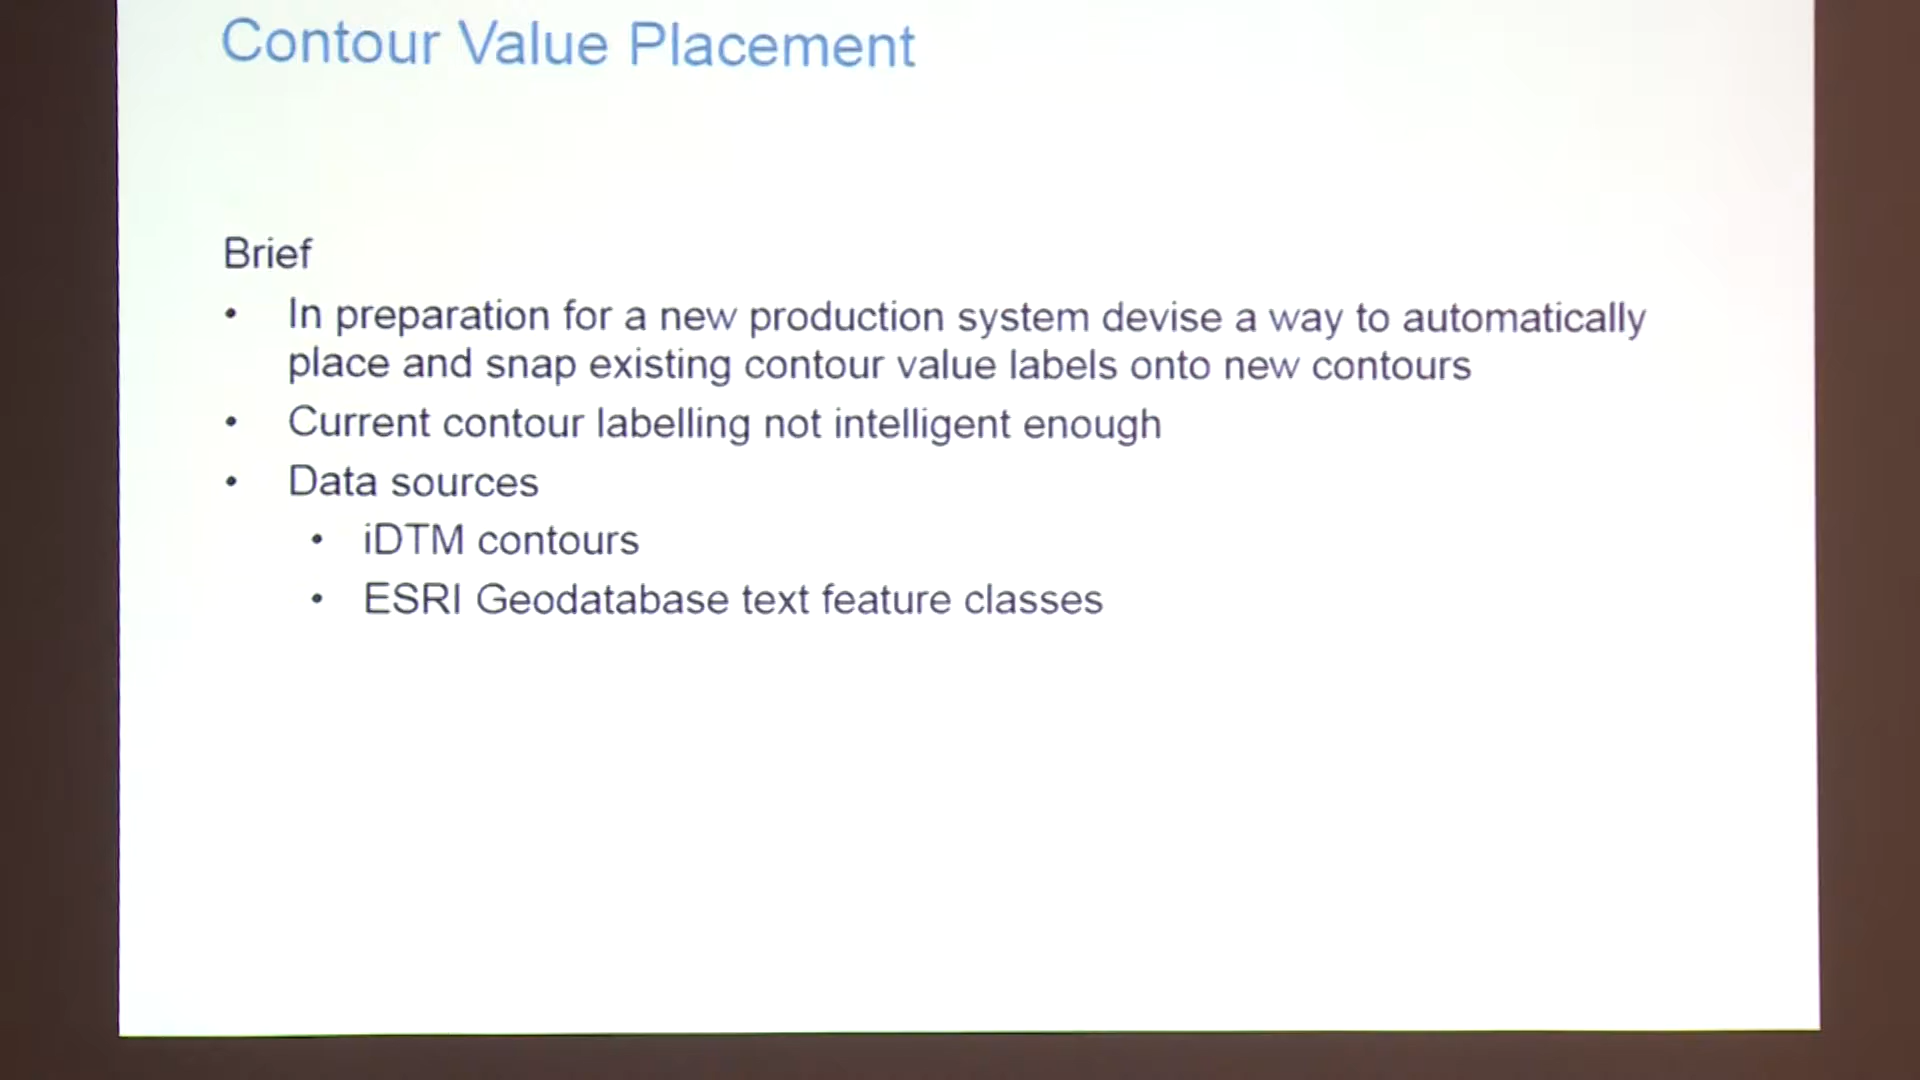 Contour Value Placement
Brief
• In preparation for a new production system devise a way to automatically
place and snap existing contour value labels onto new contours
• Current contour labelling not intelligent enough
• Data sources
• iDTM contours
• ESRI Geodatabase text feature classes